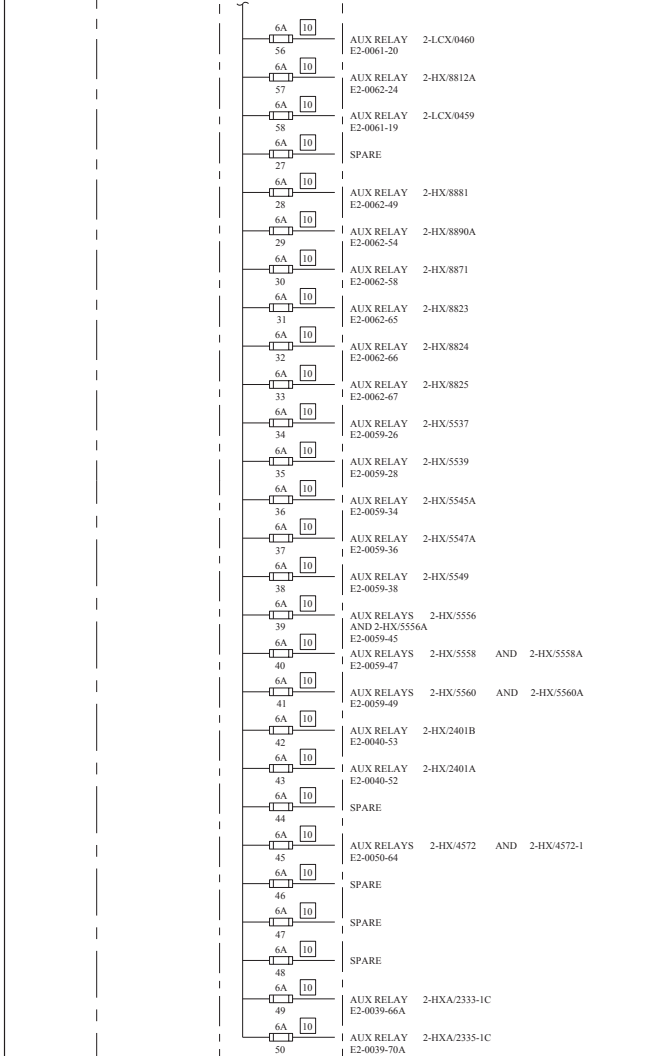 6A 10
56
AUX RELAY 2-LCX/0460
E2-0061-20
6A 10
57
AUX RELAY 2-HX/8812A
E2-0062-24
6A 10
58
AUX RELAY 2-LCX/0459
E2-0061-19
6A 10
27
SPARE
6A 10
28
AUX RELAY 2-HX/8881
E2-0062-49
6A 10
29
AUX RELAY 2-HX/8890A
E2-0062-54
6A 10
30
AUX RELAY 2-HX/8871
E2-0062-58
6A 10
31
AUX RELAY 2-HX/8823
E2-0062-65
6A 10
32
AUX RELAY 2-HX/8824
E2-0062-66
6A 10
33
AUX RELAY 2-HX/8825
E2-0062-67
6A 10
34
AUX RELAY 2-HX/5537
E2-0059-26
6A 10
35
AUX RELAY 2-HX/5539
E2-0059-28
6A 10
36
AUX RELAY 2-HX/5545A
E2-0059-34
6A 10
37
AUX RELAY 2-HX/5547A
E2-0059-36
6A 10
38
AUX RELAY 2-HX/5549
E2-0059-38
6A 10
39
AUX RELAYS 2-HX/5556
AND 2-HX/5556A
E2-0059-45
6A 10
40
AUX RELAYS 2-HX/5558 AND 2-HX/5558A
E2-0059-47
6A 10
41
AUX RELAYS 2-HX/5560 AND 2-HX/5560A
E2-0059-49
6A 10
42
AUX RELAY 2-HX/2401B
E2-0040-53
6A 10
43
AUX RELAY 2-HX/2401A
E2-0040-52
6A 10
44
SPARE
6A 10
45
AUX RELAYS 2-HX/4572 AND 2-HX/4572-1
E2-0050-64
6A 10
46
SPARE
6A 10
47
SPARE
6A 10
48
SPARE
6A 10
49
AUX RELAY 2-HXA/2333-1C
E2-0039-66A
6A 10
50
AUX RELAY 2-HXA/2335-1C
E2-0039-70A